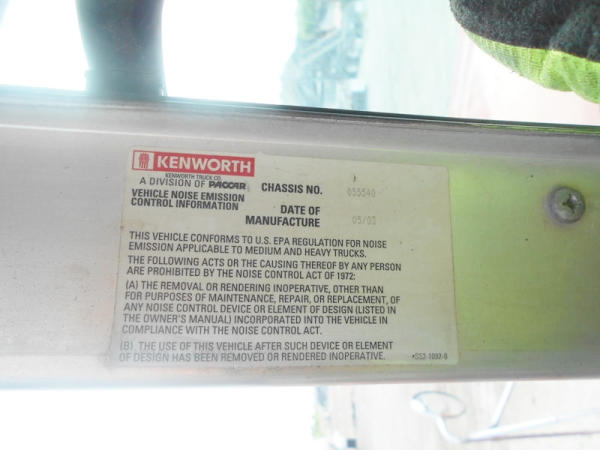 KENWORTH
KENWORTH TRUCK CO.
A DIVISION OF PACCAR
VEHICLE NOISE EMISSION
CONTROL INFORMATION
CHASSIS NO. 055540
DATE OF
MANUFACTURE 05/03
THIS VEHICLE CONFORMS TO U.S. EPA REGULATION FOR NOISE
EMISSION APPLICABLE TO MEDIUM AND HEAVY TRUCKS.
THE FOLLOWING ACTS OR THE CAUSING THEREOF BY ANY PERSON
ARE PROHIBITED BY THE NOISE CONTROL ACT OF 1972:
(A) THE REMOVAL OR RENDERING INOPERATIVE, OTHER THAN
FOR PURPOSES OF MAINTENANCE, REPAIR, OR REPLACEMENT, OF
ANY NOISE CONTROL DEVICE OR ELEMENT OF DESIGN (LISTED IN
THE OWNER'S MANUAL) INCORPORATED INTO THE VEHICLE IN
COMPLIANCE WITH THE NOISE CONTROL ACT.
(B) THE USE OF THIS VEHICLE AFTER SUCH DEVICE OR ELEMENT
OF DESIGN HAS BEEN REMOVED OR RENDERED INOPERATIVE.